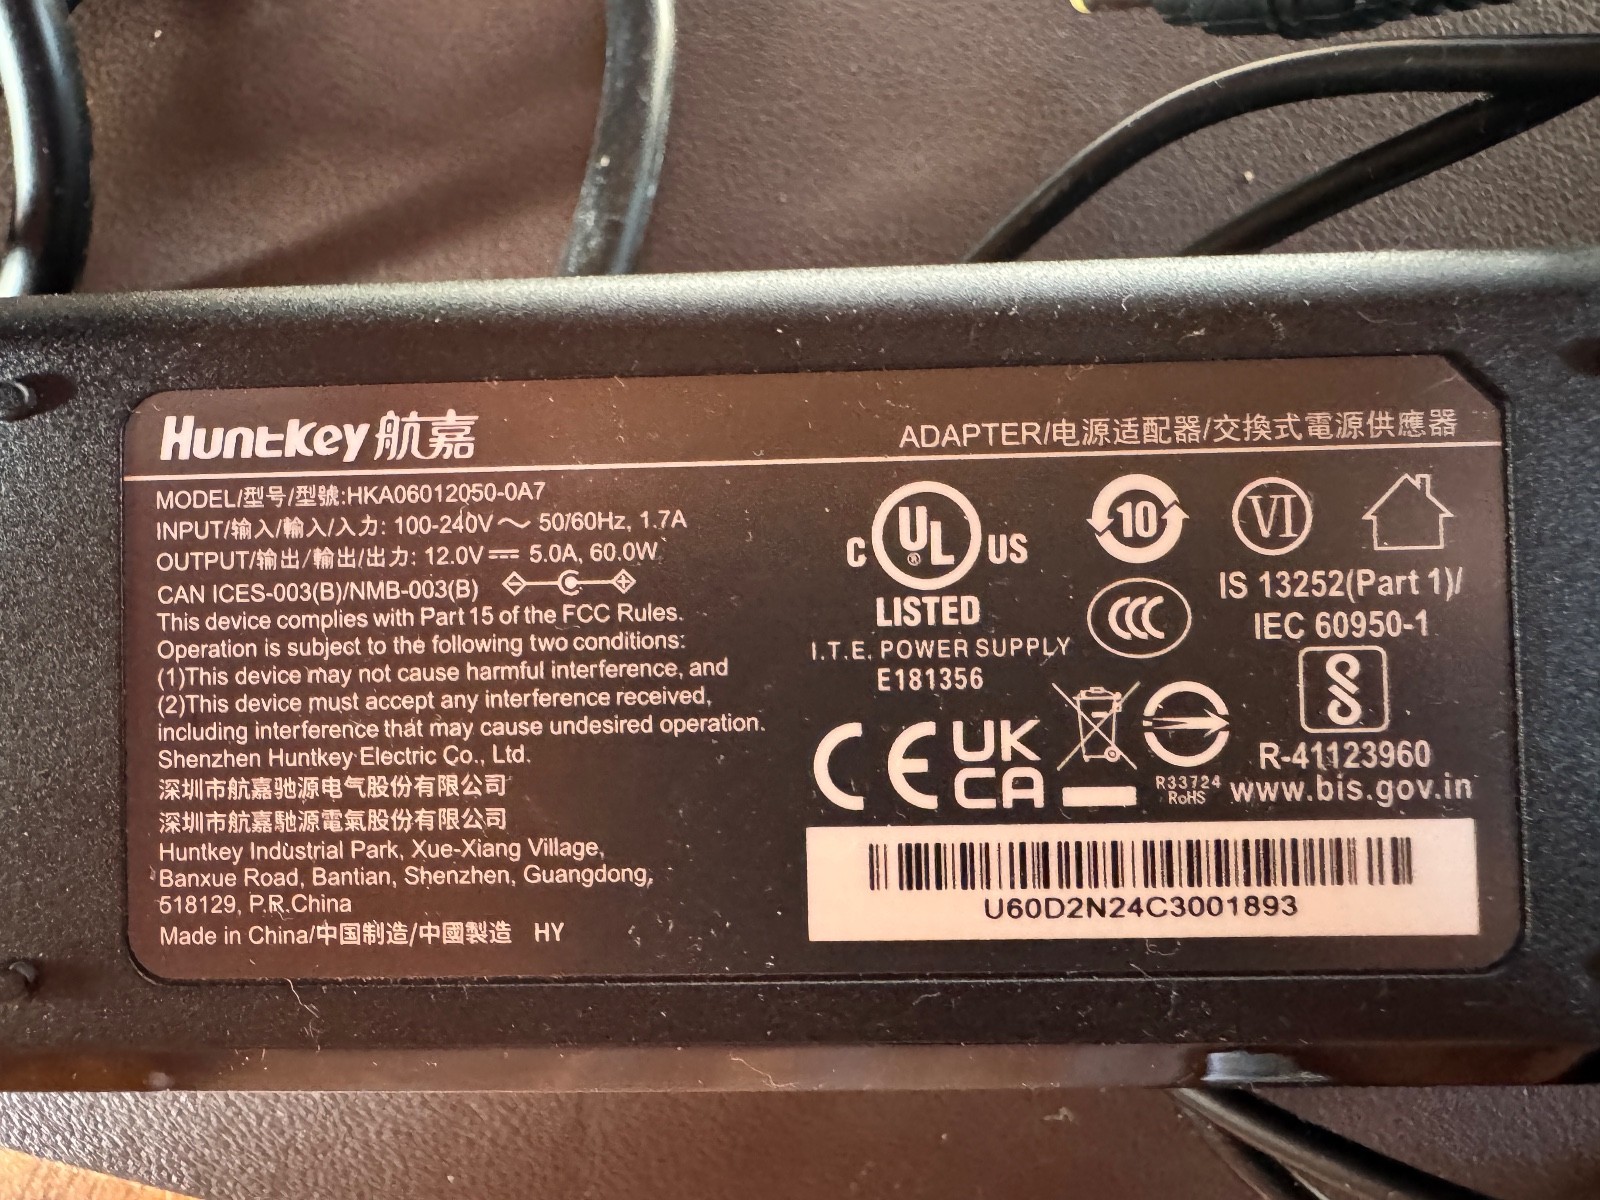 Huntkey 航嘉
ADAPTER/电源适配器/交換式電源供應器
MODEL/型号/型號:HKA06012050-0A7
INPUT/输入/輸入/入力: 100-240V～ 50/60Hz, 1.7A
OUTPUT/输出/輸出/出力: 12.0V⎓ 5.0A, 60.0W
CAN ICES-003(B)/NMB-003(B)
This device complies with Part 15 of the FCC Rules.
Operation is subject to the following two conditions:
(1)This device may not cause harmful interference, and
(2)This device must accept any interference received,
including interference that may cause undesired operation.
Shenzhen Huntkey Electric Co., Ltd.
深圳市航嘉驰源电气股份有限公司
深圳市航嘉馳源電氣股份有限公司
Huntkey Industrial Park, Xue-Xiang Village,
Banxue Road, Bantian, Shenzhen, Guangdong,
518129, P.R.China
Made in China/中国制造/中國製造 HY
C UL ® US
LISTED
I.T.E. POWER SUPPLY
E181356
10
VI
CCC
IS 13252(Part 1)/
IEC 60950-1
CE
UK
CA
R33724
RoHS
R-41123960
www.bis.gov.in
U60D2N24C3001893